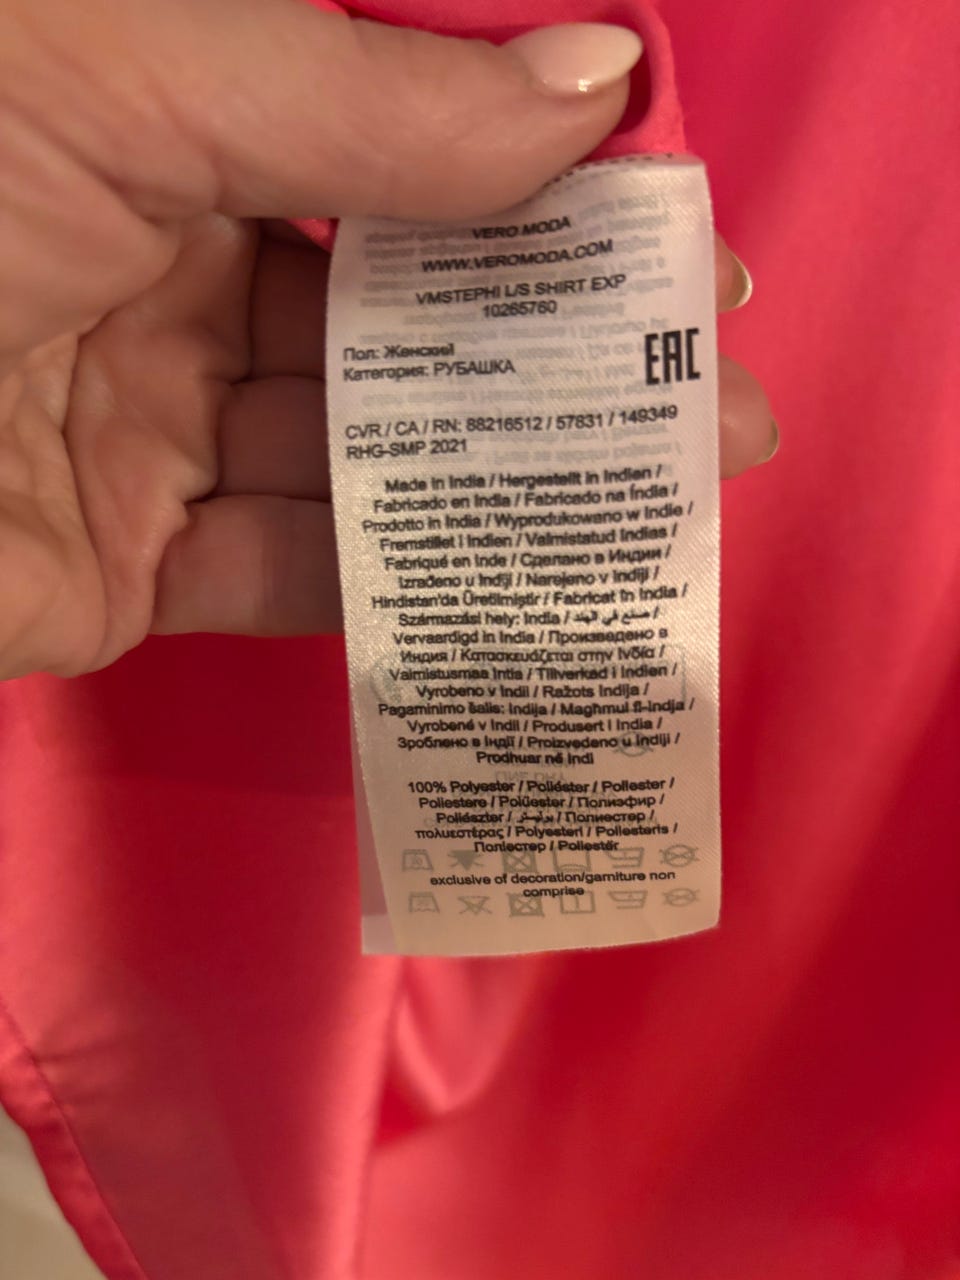 VERO MODA
WWW.VEROMODA.COM
VMSTEPHI L/S SHIRT EXP
10265760
Пол: Женский
Категория: РУБАШКА
EAC
CVR / CA / RN: 88216512 / 57831 / 149349
RHG-SMP 2021
Made in India / Hergestellt in Indien /
Fabricado en India / Fabricado na Índia /
Prodotto in India / Wyprodukowano w Indie /
Fremstillet i Indien / Valmistatud Indias /
Fabriqué en Inde / Сделано в Индии /
Izrađeno u Indiji / Narejeno v Indiji /
Hindistan'da Üretilmiştir / Fabricat în India /
Származási hely: India / صنع في الهند /
Vervaardigd in India / Произведено в
Индия / Κατασκευάζεται στην Ινδία /
Valmistusmaa Intia / Tillverkad i Indien /
Vyrobeno v Indii / Ražots Indija /
Pagaminimo šalis: Indija / Magħmul fl-Indja /
Vyrobené v Indii / Produsert i India /
Зроблено в Індії / Proizvedeno u Indiji /
Prodhuar në Indi
100% Polyester / Poliéster / Poliester /
Poliestere / Polüester / Полиэфир /
Poliészter / بوليستر / Полиестер /
πολυεστέρας / Polyesteri / Poliesteris /
Поліестер / Poliestër
exclusive of decoration/garniture non
comprise